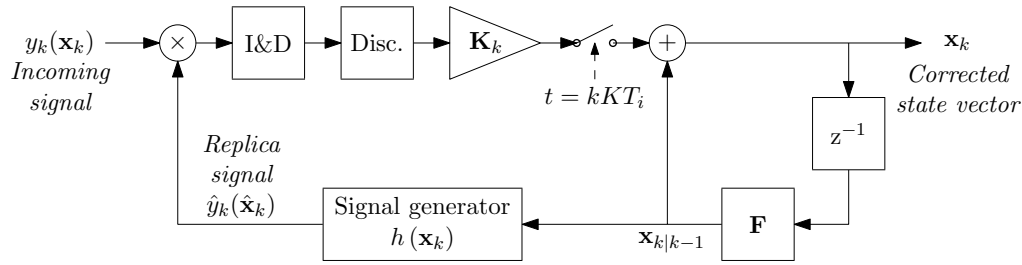 y_k(𝐱_k)
Incoming
signal
×
I&D
Disc.
𝐊_k
t = kKT_i
+
𝐱_k
Corrected
state vector
z⁻¹
Replica
signal
ŷ_k(𝐱̂_k)
Signal generator
h (𝐱_k)
𝐱_{k|k−1}
𝐅